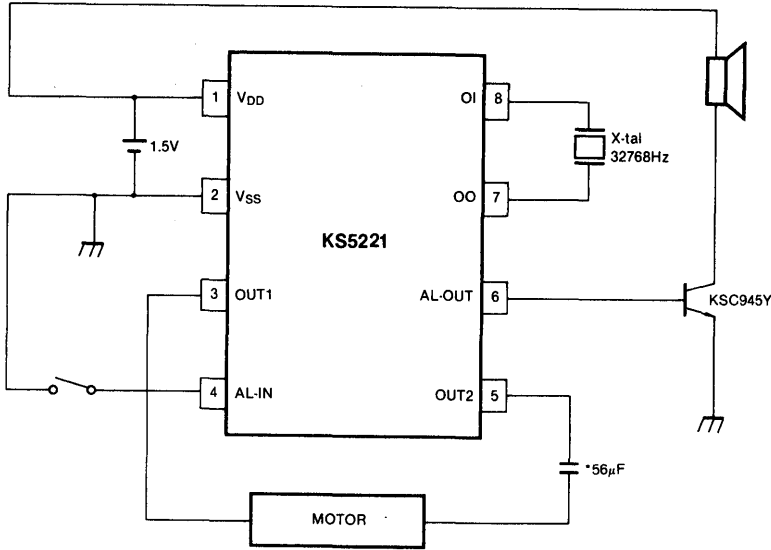 1 VDD
OI 8
1.5V
X-tal
32768Hz
2 VSS
OO 7
KS5221
3 OUT1
AL-OUT 6
KSC945Y
4 AL-IN
OUT2 5
*56µF
MOTOR